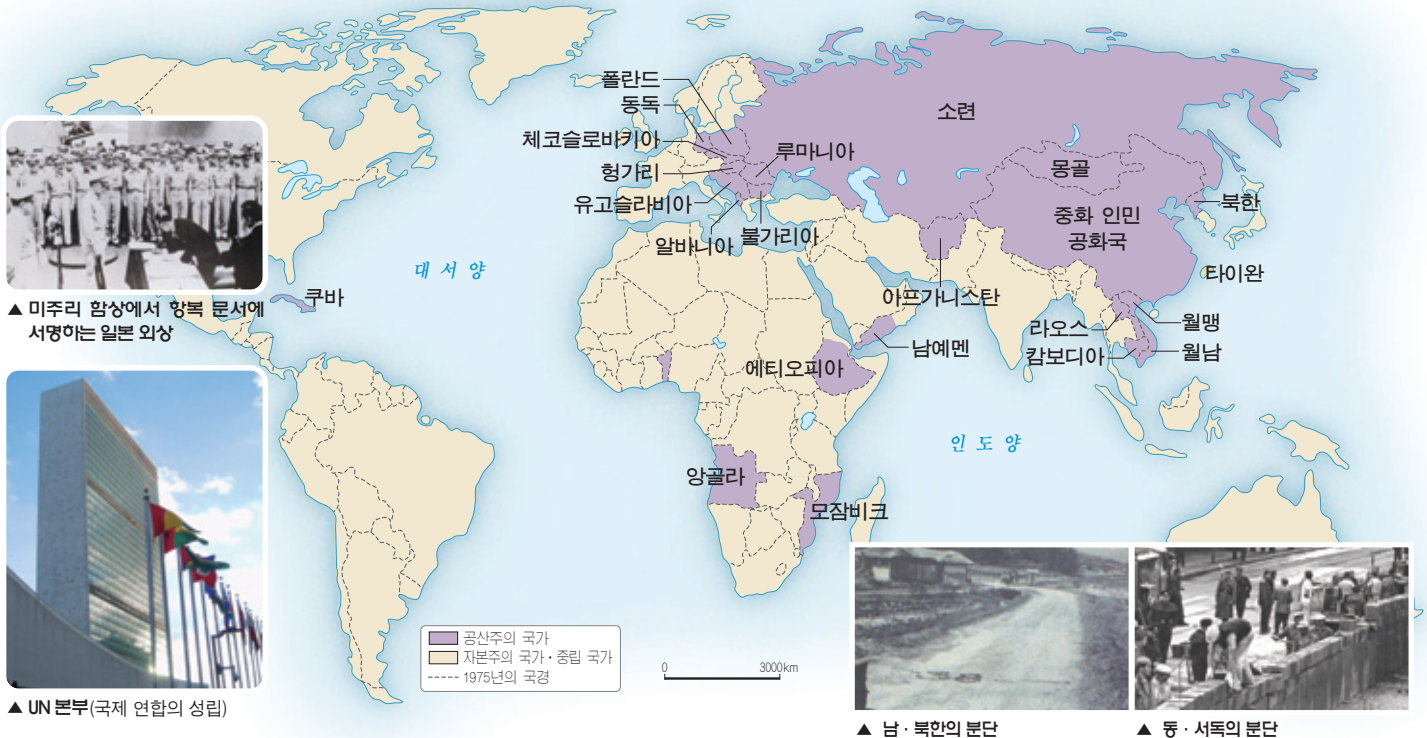 폴란드
동독
체코슬로바키아
헝가리
유고슬라비아
알바니아
불가리아
루마니아
소련
몽골
중화 인민
공화국
북한
타이완
아프가니스탄
라오스
캄보디아
월맹
월남
남예멘
에티오피아
앙골라
모잠비크
쿠바
대서양
인도양
▲ 미주리 함상에서 항복 문서에
서명하는 일본 외상
▲ UN 본부(국제 연합의 성립)
공산주의 국가
자본주의 국가·중립 국가
1975년의 국경
0 3000km
▲ 남·북한의 분단
▲ 동·서독의 분단